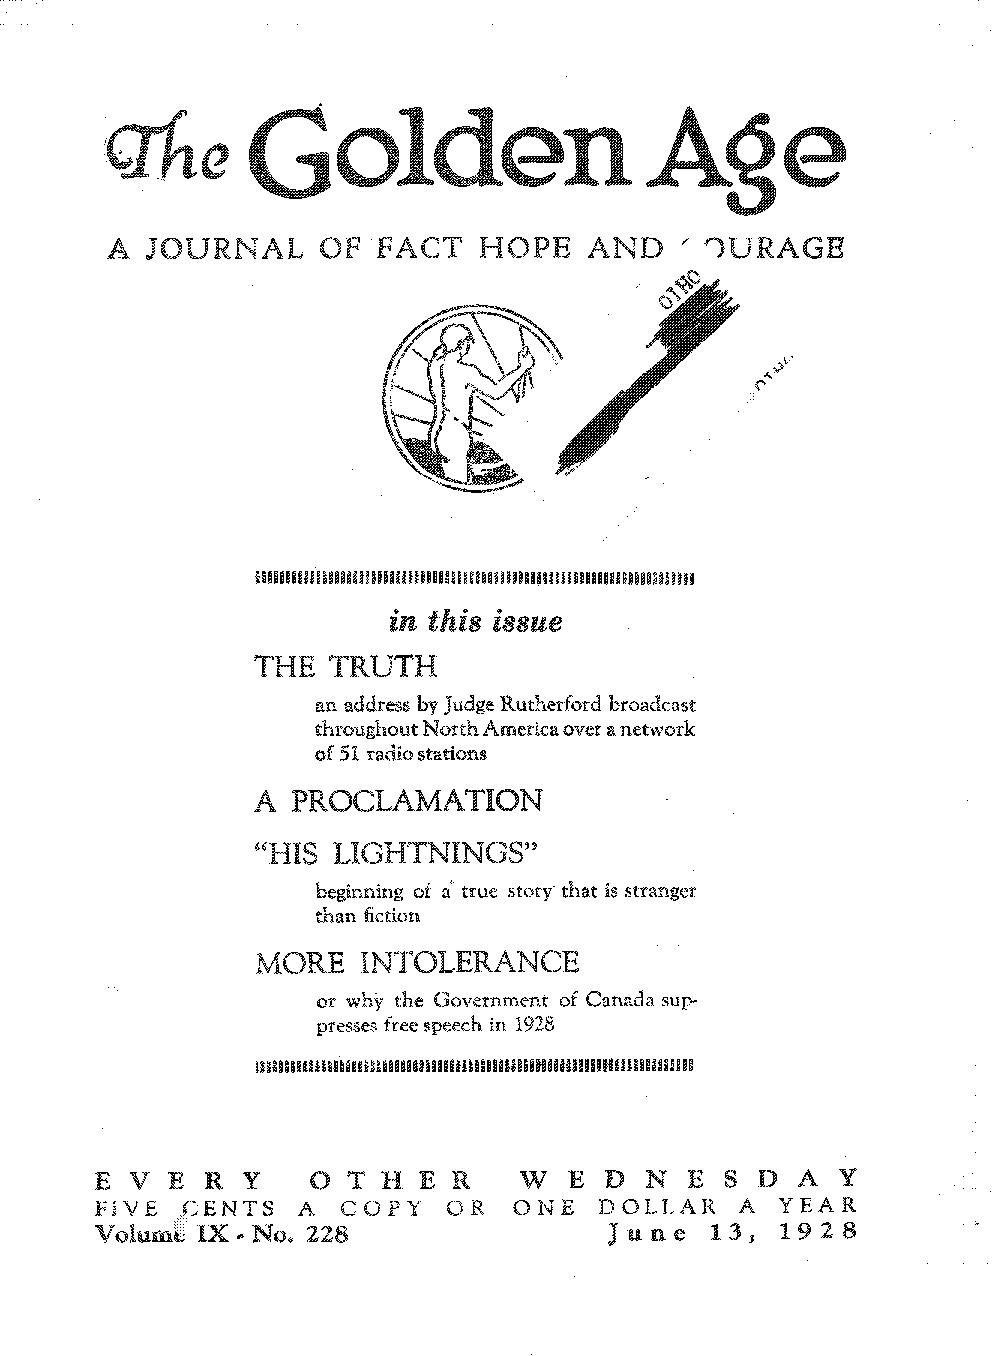 The Golden Age
A JOURNAL OF FACT HOPE AND OURAGE
OIHO
in this issue
THE TRUTH
an address by Judge Rutherford broadcast
throughout North America over a network
of 51 radio stations
A PROCLAMATION
“HIS LIGHTNINGS”
beginning of a true story that is stranger
than fiction
MORE INTOLERANCE
or why the Government of Canada sup-
presses free speech in 1928
EVERY OTHER WEDNESDAY
FIVE CENTS A COPY OR ONE DOLLAR A YEAR
Volume IX - No. 228
June 13, 1928